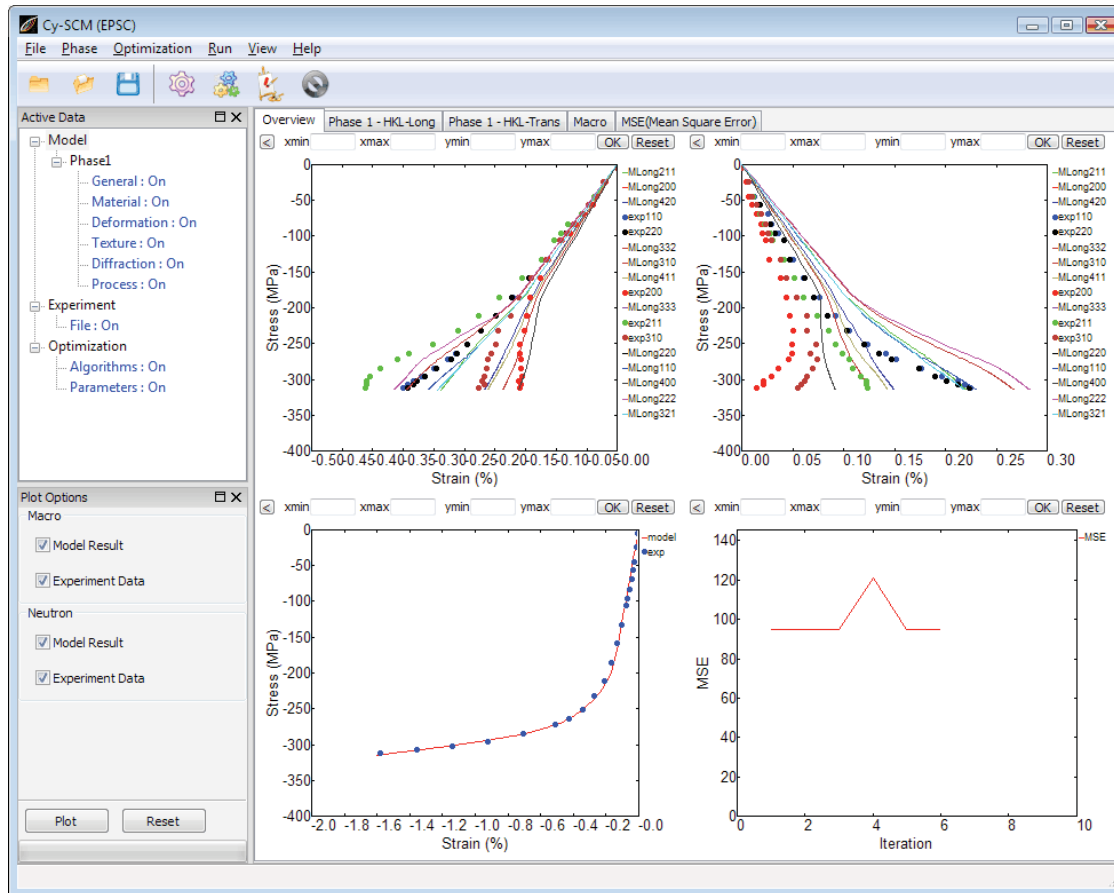 Cy-SCM (EPSC)
File Phase Optimization Run View Help
Active Data
Model
Phase1
General : On
Material : On
Deformation : On
Texture : On
Diffraction : On
Process : On
Experiment
File : On
Optimization
Algorithms : On
Parameters : On
Plot Options
Macro
Model Result
Experiment Data
Neutron
Model Result
Experiment Data
Plot Reset
Overview Phase 1 - HKL-Long Phase 1 - HKL-Trans Macro MSE(Mean Square Error)
< xmin xmax ymin ymax OK Reset
0
-50
-100
-150
-200
-250
-300
-350
-400
Stress (MPa)
-0.50-0.45-0.40-0.35-0.30-0.25-0.20-0.15-0.10-0.05-0.00
Strain (%)
MLong211
MLong200
MLong420
exp110
exp220
MLong332
MLong310
MLong411
exp200
MLong333
exp211
exp310
MLong220
MLong110
MLong400
MLong222
MLong321
< xmin xmax ymin ymax OK Reset
0
-50
-100
-150
-200
-250
-300
-350
-400
Stress (MPa)
0.00 0.05 0.10 0.15 0.20 0.25 0.30
Strain (%)
MLong211
MLong200
MLong420
exp110
exp220
MLong332
MLong310
MLong411
exp200
MLong333
exp211
exp310
MLong220
MLong110
MLong400
MLong222
MLong321
< xmin xmax ymin ymax OK Reset
0
-50
-100
-150
-200
-250
-300
-350
-400
Stress (MPa)
-2.0 -1.8 -1.6 -1.4 -1.2 -1.0 -0.8 -0.6 -0.4 -0.2 -0.0
Strain (%)
model
exp
< xmin xmax ymin ymax OK Reset
140
120
100
80
60
40
20
0
MSE
0 2 4 6 8 10
Iteration
MSE